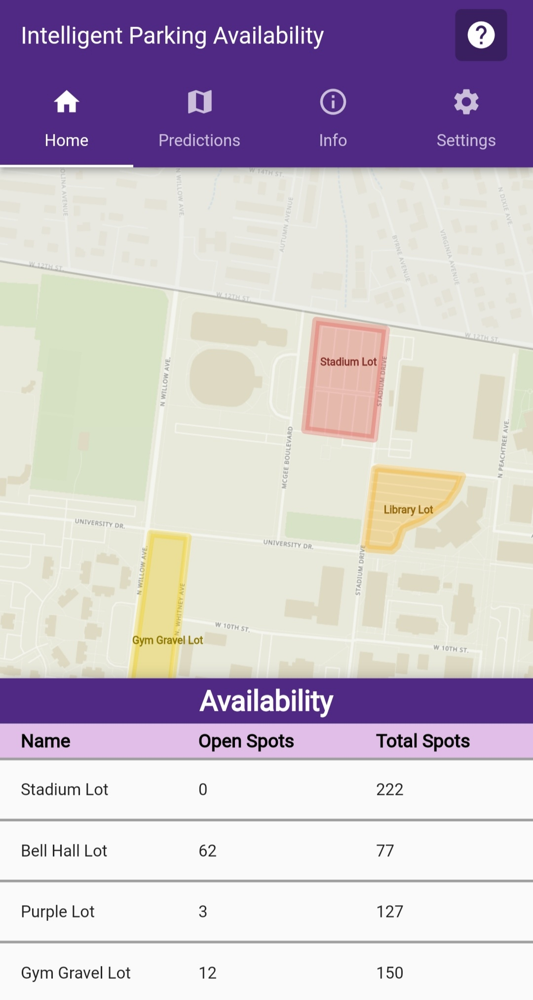 Intelligent Parking Availability
Home
Predictions
Info
Settings
OLINA AVENUE
N WILLOW AVE.
W 14TH ST.
AUTUMN AVENUE
BYRNE AVENUE
VIRGINIA AVENUE
N DIXIE AVE.
W 12TH ST.
W 12TH ST.
W 12TH ST.
Stadium Lot
N WILLOW AVE.
STADIUM DRIVE
MCGEE BOULEVARD
N PEACHTREE AVE.
Library Lot
UNIVERSITY DR.
UNIVERSITY DR.
N WILLOW AVE.
STADIUM DRIVE
N. WHITNEY AVE
W 10TH ST.
Gym Gravel Lot
W 10TH ST.
Availability
Name Open Spots Total Spots
Stadium Lot 0 222
Bell Hall Lot 62 77
Purple Lot 3 127
Gym Gravel Lot 12 150